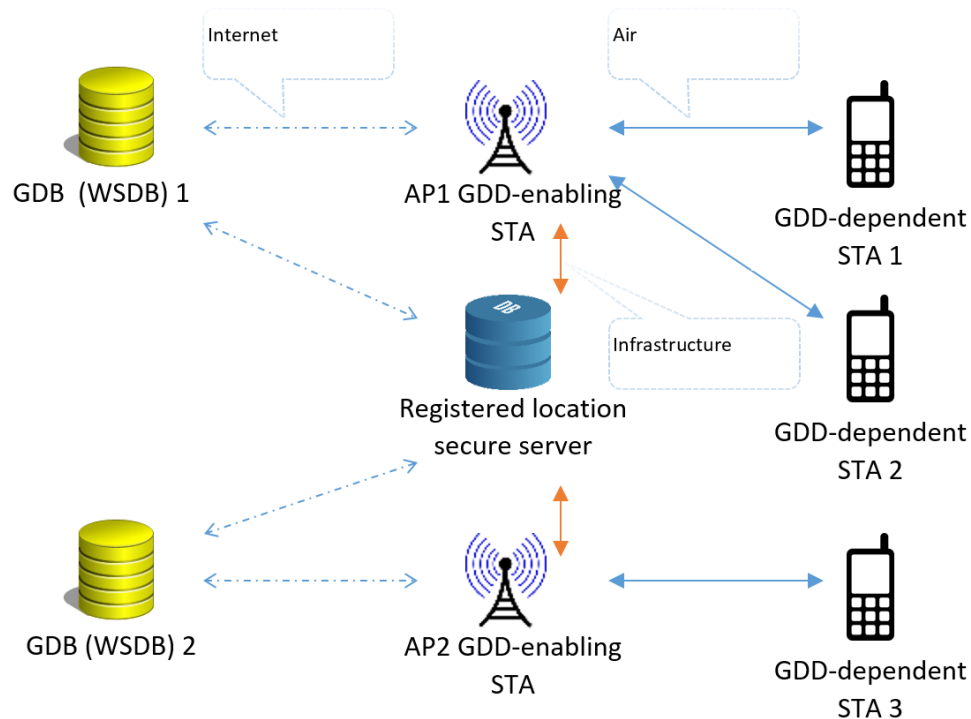 Internet
Air
GDB (WSDB) 1
AP1 GDD-enabling
STA
GDD-dependent
STA 1
Infrastructure
DB
Registered location
secure server
GDD-dependent
STA 2
GDB (WSDB) 2
AP2 GDD-enabling
STA
GDD-dependent
STA 3